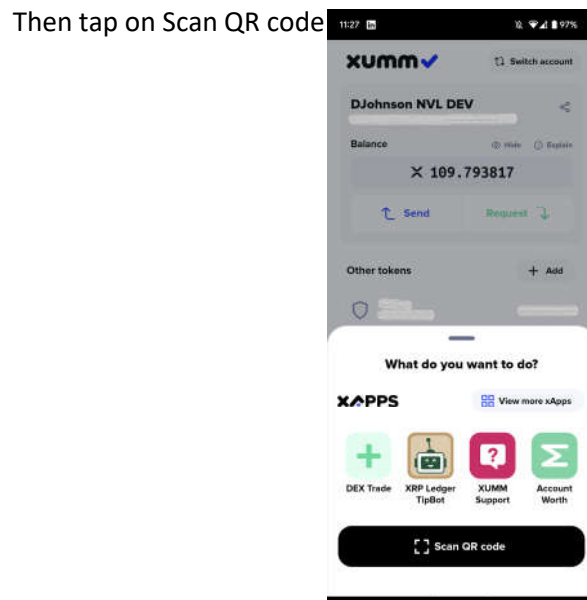 Then tap on Scan QR code
11:27 97%
xumm Switch account
DJohnson NVL DEV
Balance Hide Explain
X 109.793817
Send Request
Other tokens + Add
What do you want to do?
XAPPS View more xApps
DEX Trade XRP Ledger XUMM Account
TipBot Support Worth
Scan QR code